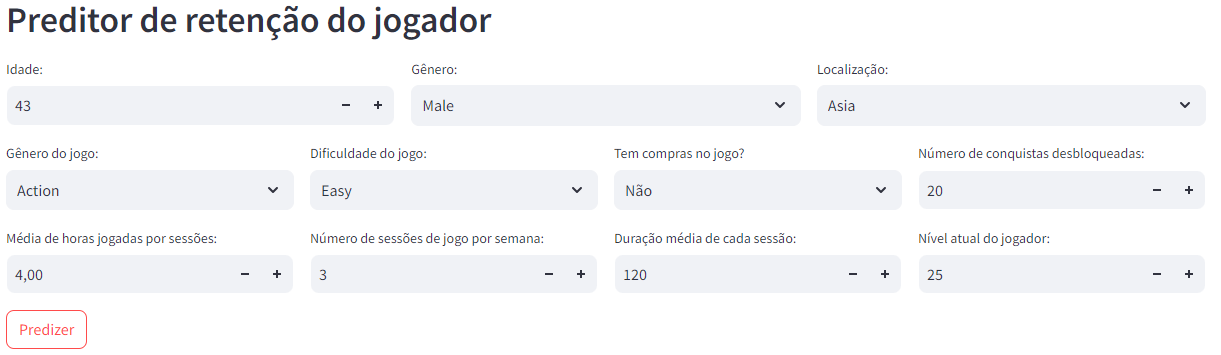 Preditor de retenção do jogador
Idade: Gênero: Localização:
43 Male Asia
Gênero do jogo: Dificuldade do jogo: Tem compras no jogo? Número de conquistas desbloqueadas:
Action Easy Não 20
Média de horas jogadas por sessões: Número de sessões de jogo por semana: Duração média de cada sessão: Nível atual do jogador:
4,00 3 120 25
Predizer